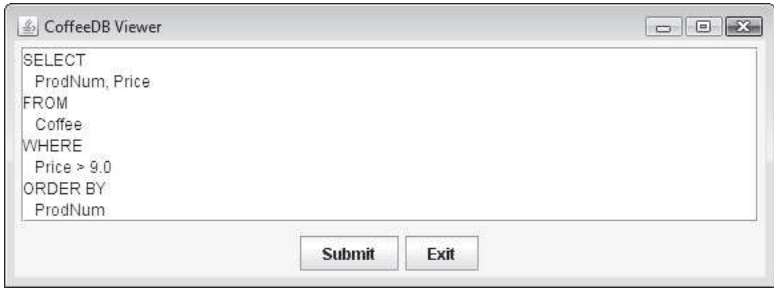 CoffeeDB Viewer
SELECT
ProdNum, Price
FROM
Coffee
WHERE
Price > 9.0
ORDER BY
ProdNum
Submit Exit